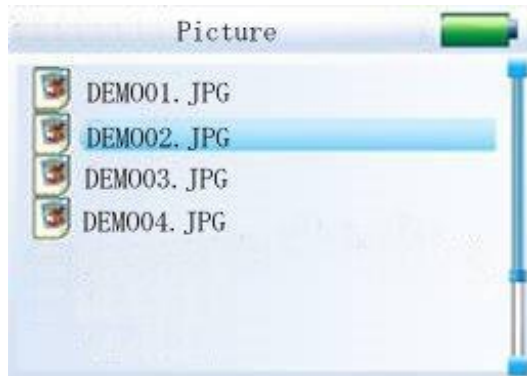 Picture
DEMO01. JPG
DEMO02. JPG
DEMO03. JPG
DEMO04. JPG